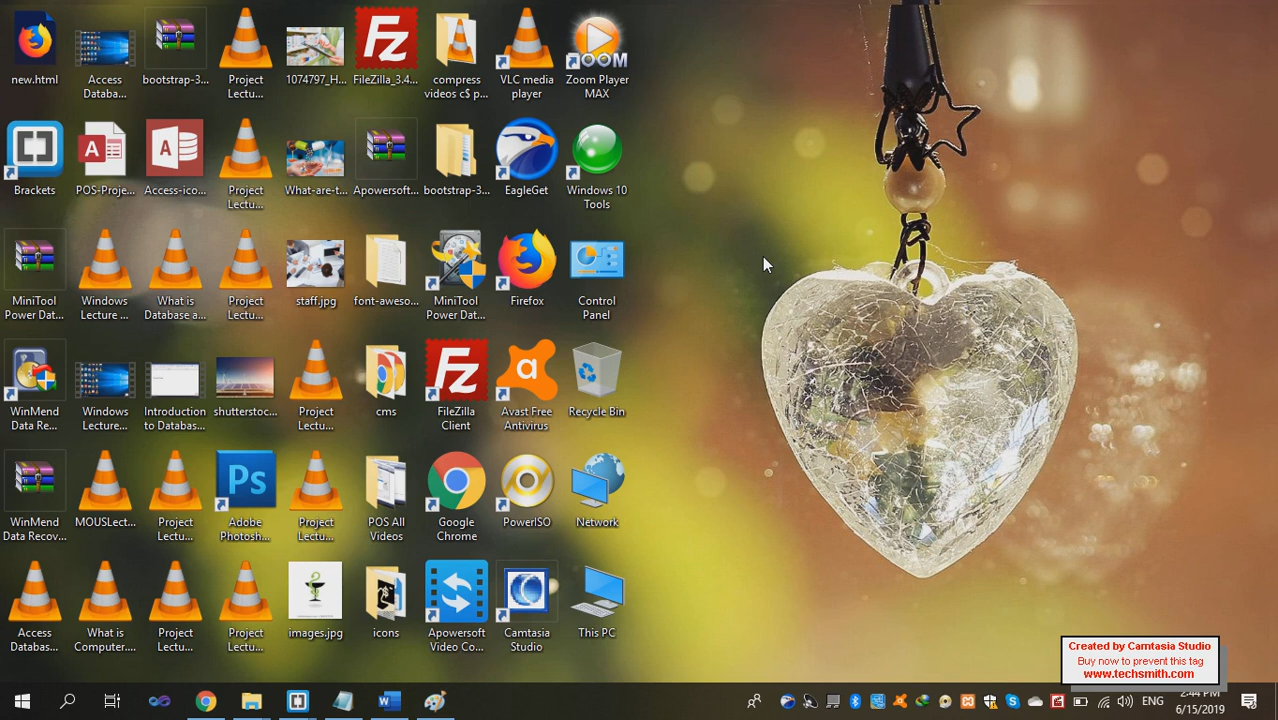 new.html
Access
Databa...
bootstrap-3...
Project
Lectu...
1074797_H...
FileZilla_3.4...
compress
videos c$ p...
VLC media
player
ZOOM
Zoom Player
MAX
Brackets
A
POS-Proje...
A
Access-ico...
Project
Lectu...
What-are-t...
Apowersoft...
bootstrap-3...
EagleGet
Windows 10
Tools
MiniTool
Power Dat...
Windows
Lecture ...
What is
Database a...
Project
Lectu...
staff.jpg
font-aweso...
MiniTool
Power Dat...
Firefox
Control
Panel
WinMend
Data Re...
Windows
Lecture...
Introduction
to Databas...
shutterstoc...
Project
Lectu...
cms
Fz
FileZilla
Client
a
Avast Free
Antivirus
Recycle Bin
WinMend
Data Recov...
MOUSLect...
Project
Lectu...
Ps
Adobe
Photosh...
Project
Lectu...
POS All
Videos
Google
Chrome
PowerISO
Network
Access
Databas...
What is
Computer....
Project
Lectu...
Project
Lectu...
images.jpg
icons
Apowersoft
Video Co...
Camtasia
Studio
This PC
Created by Camtasia Studio
Buy now to prevent this tag
www.techsmith.com
ENG
2:44 PM
6/15/2019